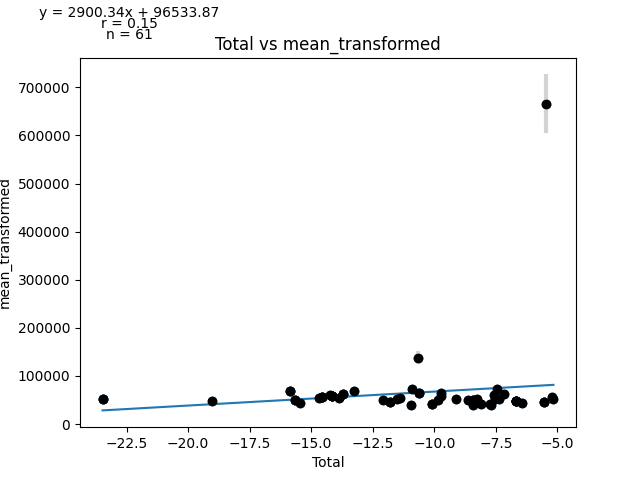 y = 2900.34x + 96533.87
r = 0.15
n = 61
Total vs mean_transformed
700000
600000
500000
400000
300000
200000
100000
0
mean_transformed
−22.5 −20.0 −17.5 −15.0 −12.5 −10.0 −7.5 −5.0
Total